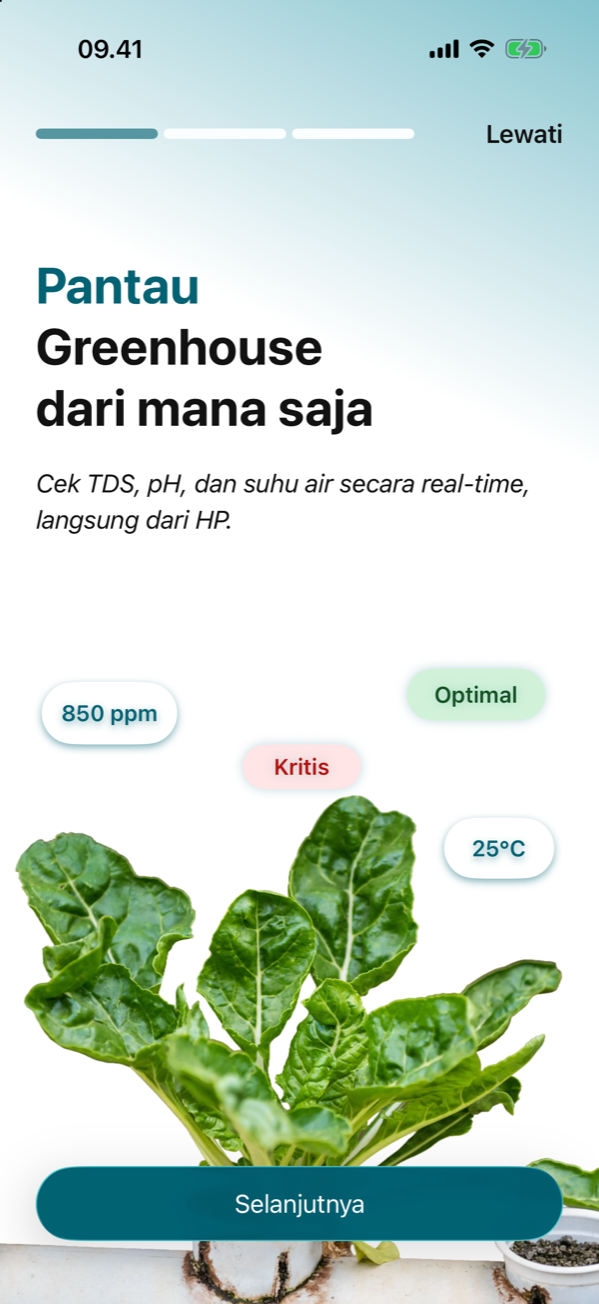 09.41
Lewati
Pantau
Greenhouse
dari mana saja
Cek TDS, pH, dan suhu air secara real-time,
langsung dari HP.
850 ppm
Optimal
Kritis
25°C
Selanjutnya